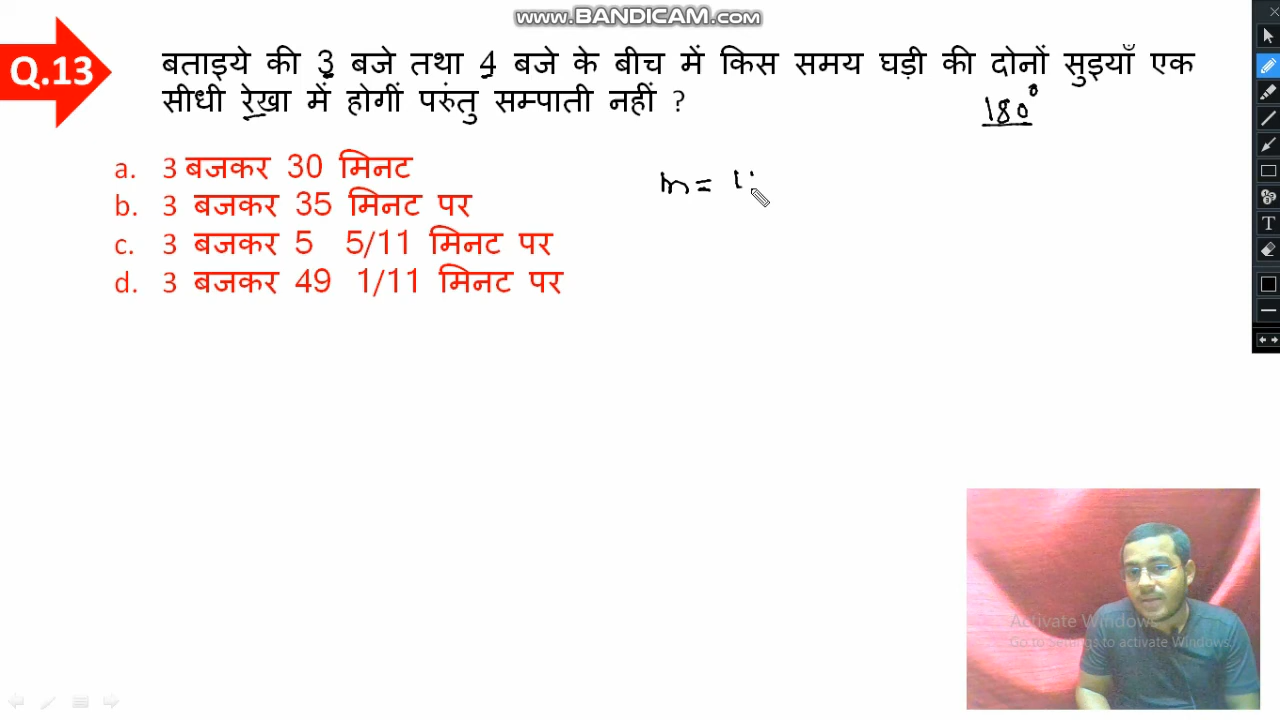 www.BANDICAM.com
Q.13
बताइये की 3 बजे तथा 4 बजे के बीच में किस समय घड़ी की दोनों सुइयाँ एक
सीधी रेखा में होगीं परुंतु सम्पाती नहीं ?
180°
a. 3 बजकर 30 मिनट
m =
b. 3 बजकर 35 मिनट पर
c. 3 बजकर 5 5/11 मिनट पर
d. 3 बजकर 49 1/11 मिनट पर
Activate Windows
Go to Settings to activate Windows.